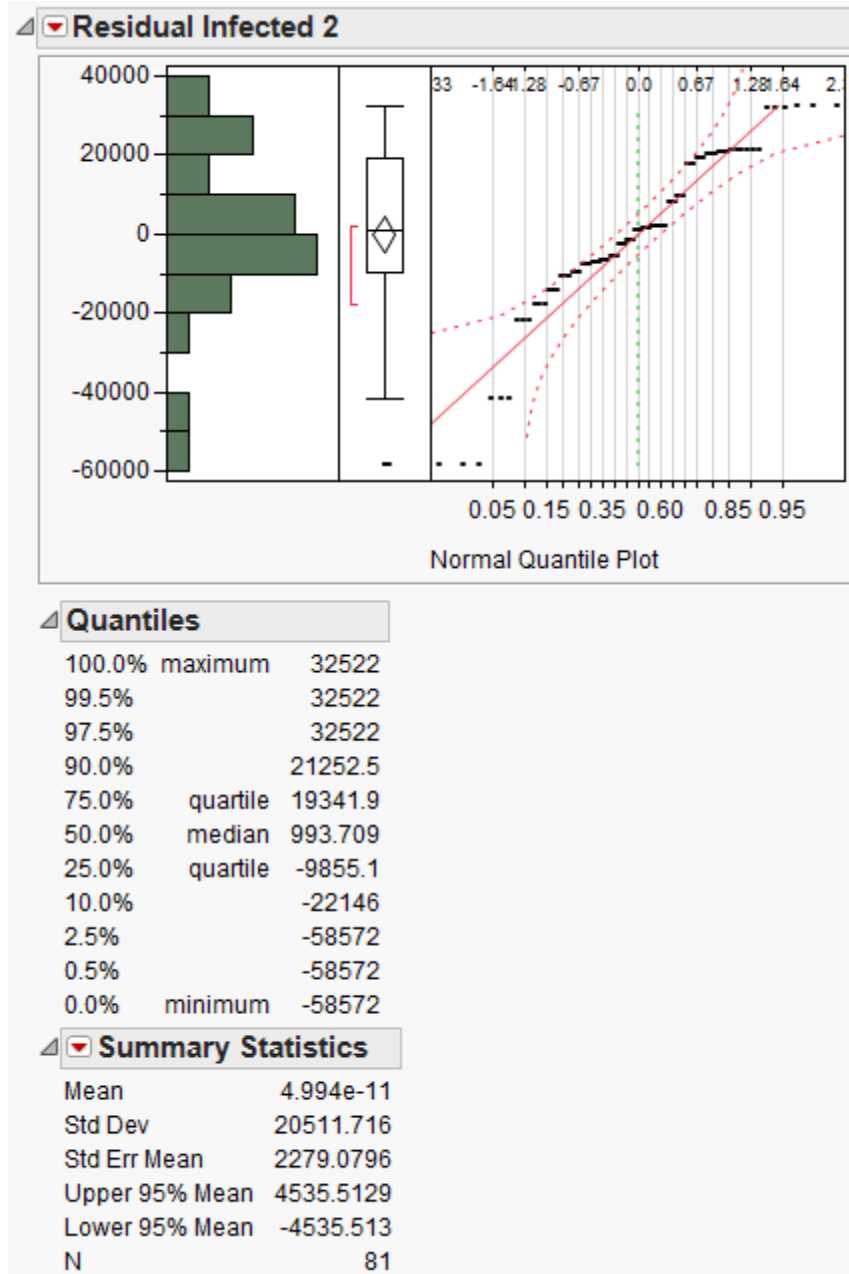 Residual Infected 2
40000
20000
0
-20000
-40000
-60000
33 -1.64 1.28 -0.67 0.0 0.67 1.28 1.64 2.
0.05 0.15 0.35 0.60 0.85 0.95
Normal Quantile Plot
Quantiles
100.0% maximum 32522
99.5% 32522
97.5% 32522
90.0% 21252.5
75.0% quartile 19341.9
50.0% median 993.709
25.0% quartile -9855.1
10.0% -22146
2.5% -58572
0.5% -58572
0.0% minimum -58572
Summary Statistics
Mean 4.994e-11
Std Dev 20511.716
Std Err Mean 2279.0796
Upper 95% Mean 4535.5129
Lower 95% Mean -4535.513
N 81